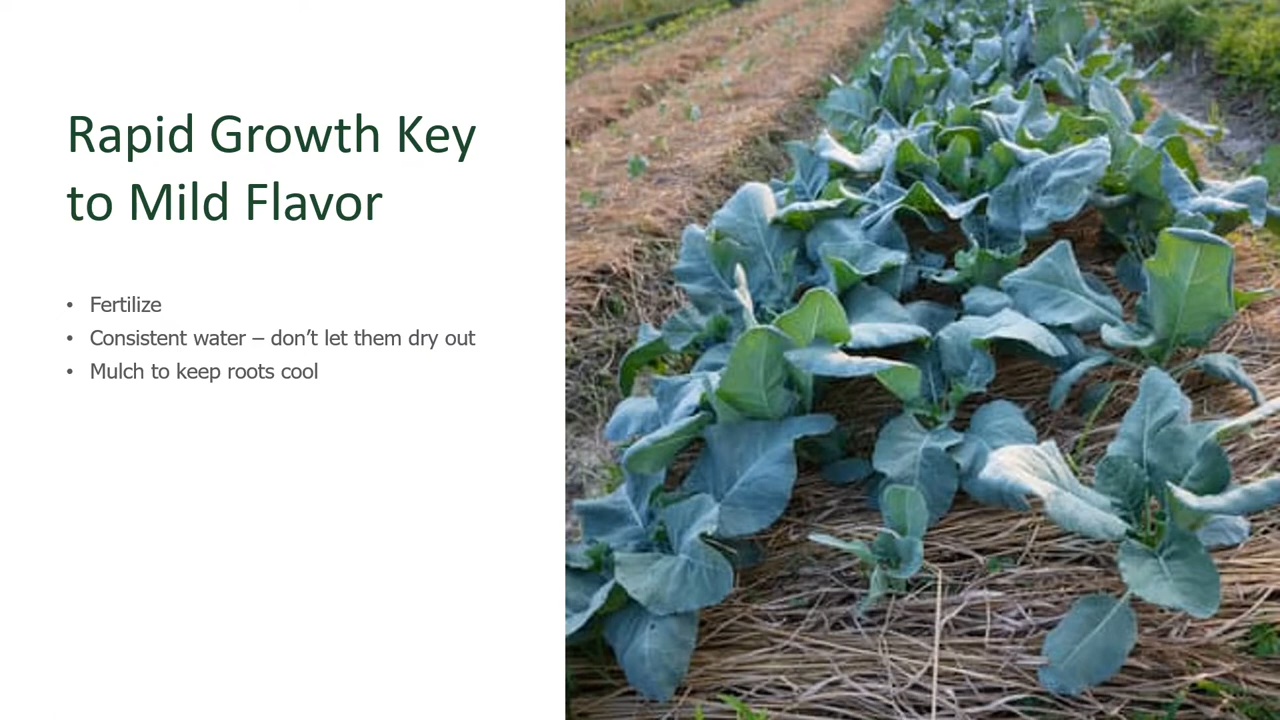 Rapid Growth Key
to Mild Flavor
• Fertilize
• Consistent water – don’t let them dry out
• Mulch to keep roots cool